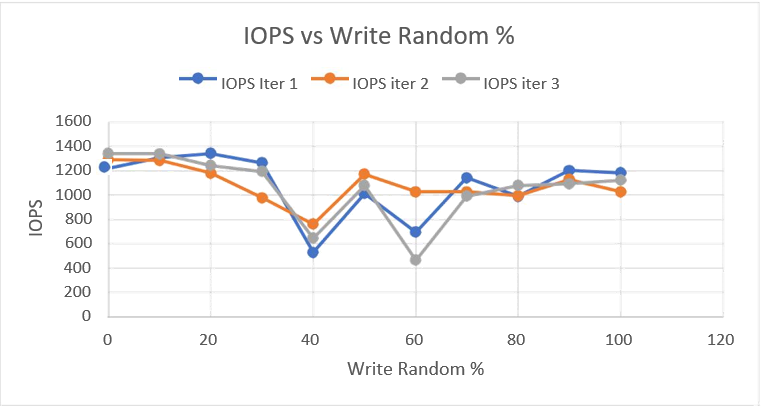 IOPS vs Write Random %
IOPS Iter 1 IOPS iter 2 IOPS iter 3
1600
1400
1200
1000
800
600
400
200
0
IOPS
0 20 40 60 80 100 120
Write Random %